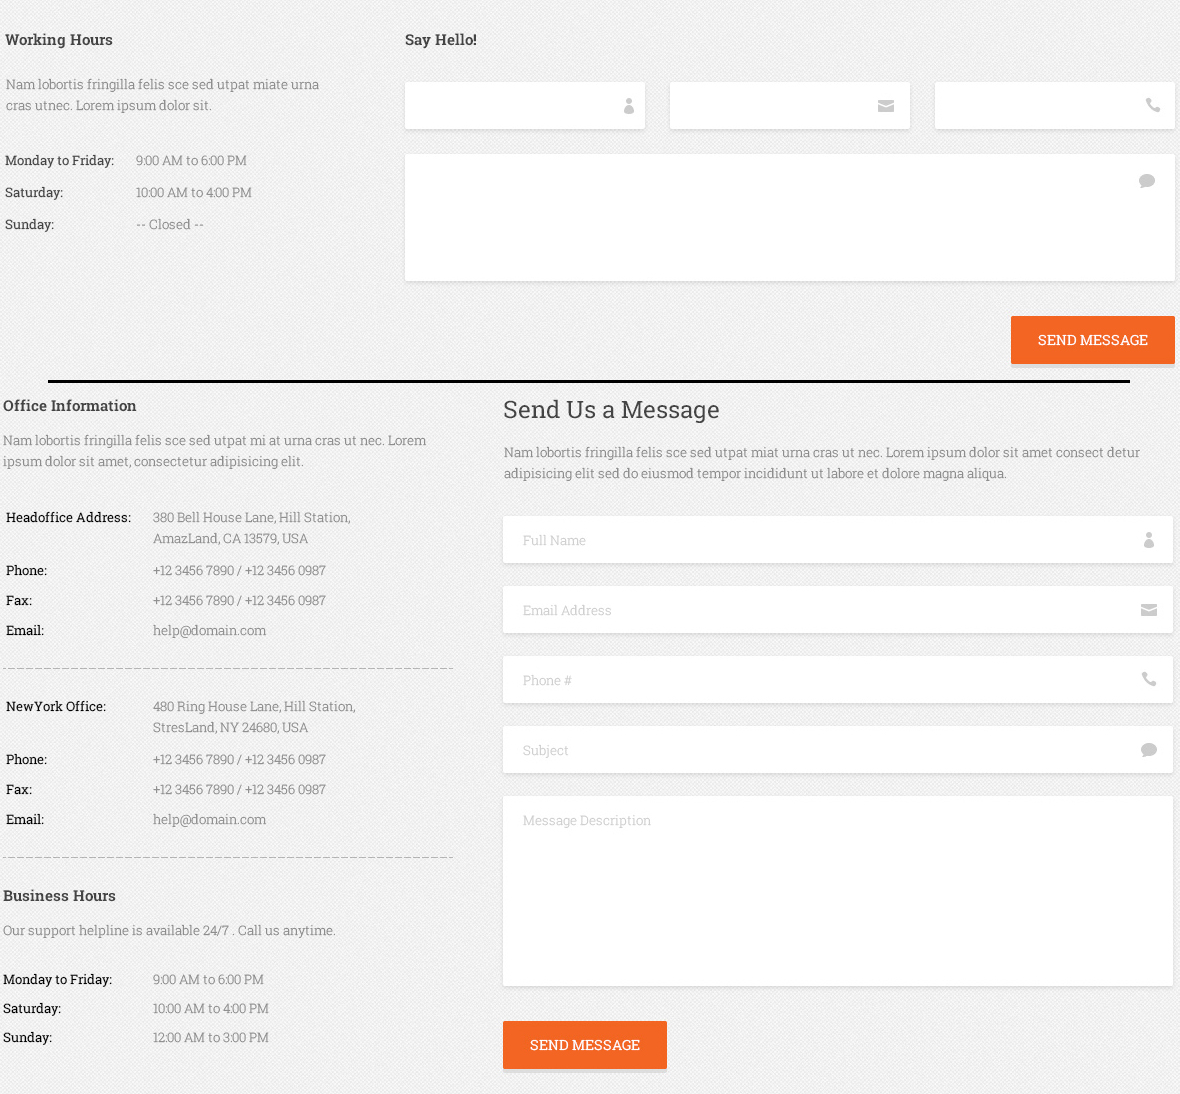 Working Hours
Nam lobortis fringilla felis sce sed utpat miate urna
cras utnec. Lorem ipsum dolor sit.
Monday to Friday: 9:00 AM to 6:00 PM
Saturday: 10:00 AM to 4:00 PM
Sunday: -- Closed --
Say Hello!
SEND MESSAGE
Office Information
Nam lobortis fringilla felis sce sed utpat mi at urna cras ut nec. Lorem
ipsum dolor sit amet, consectetur adipisicing elit.
Headoffice Address: 380 Bell House Lane, Hill Station,
AmazLand, CA 13579, USA
Phone: +12 3456 7890 / +12 3456 0987
Fax: +12 3456 7890 / +12 3456 0987
Email: help@domain.com
NewYork Office: 480 Ring House Lane, Hill Station,
StresLand, NY 24680, USA
Phone: +12 3456 7890 / +12 3456 0987
Fax: +12 3456 7890 / +12 3456 0987
Email: help@domain.com
Business Hours
Our support helpline is available 24/7 . Call us anytime.
Monday to Friday: 9:00 AM to 6:00 PM
Saturday: 10:00 AM to 4:00 PM
Sunday: 12:00 AM to 3:00 PM
Send Us a Message
Nam lobortis fringilla felis sce sed utpat miat urna cras ut nec. Lorem ipsum dolor sit amet consect detur
adipisicing elit sed do eiusmod tempor incididunt ut labore et dolore magna aliqua.
Full Name
Email Address
Phone #
Subject
Message Description
SEND MESSAGE